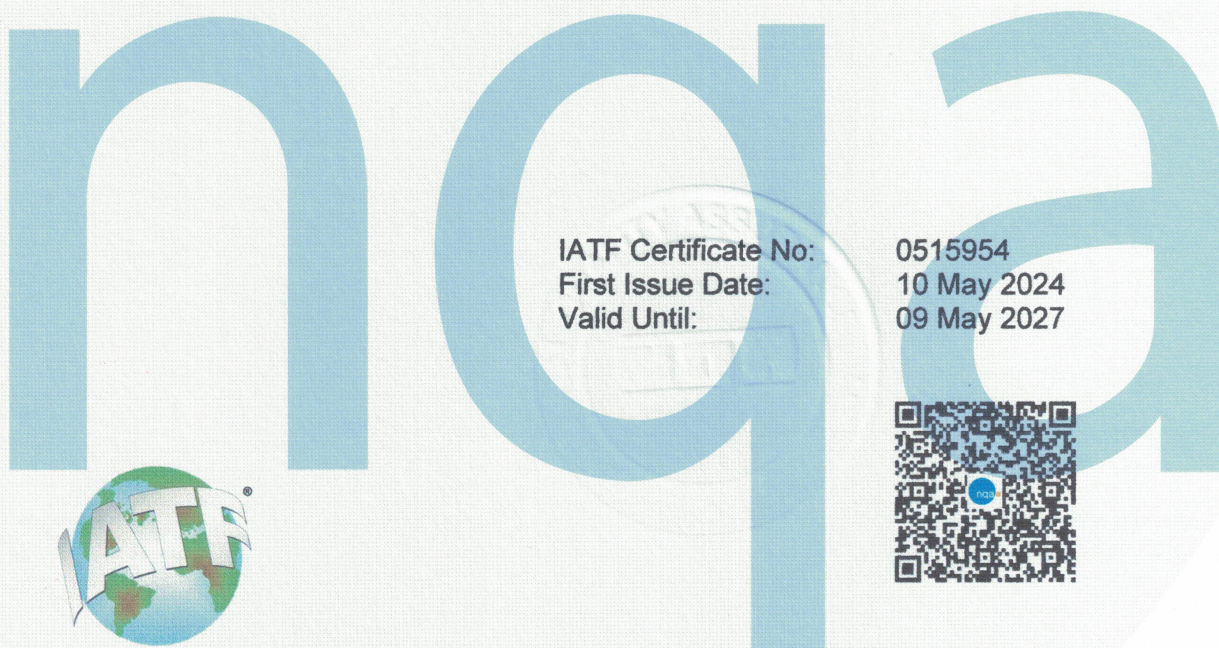 nqa
IATF Certificate No: 0515954
First Issue Date: 10 May 2024
Valid Until: 09 May 2027
nqa.
IATF®